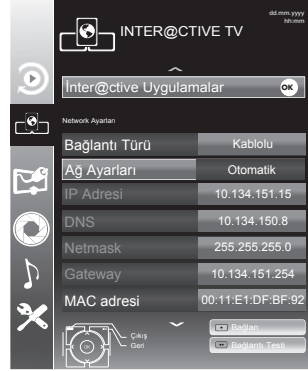 INTER@CTIVE TV
dd.mm.yyyy
hh:mm
İnter@ctive Uygulamalar OK
Network Ayarları
Bağlantı Türü Kablolu
Ağ Ayarları Otomatik
IP Adresi 10.134.151.15
DNS 10.134.150.8
Netmask 255.255.255.0
Gateway 10.134.151.254
MAC adresi 00:11:E1:DF:BF:92
Çıkış
Geri
OK
Bağlan
Bağlantı Testi